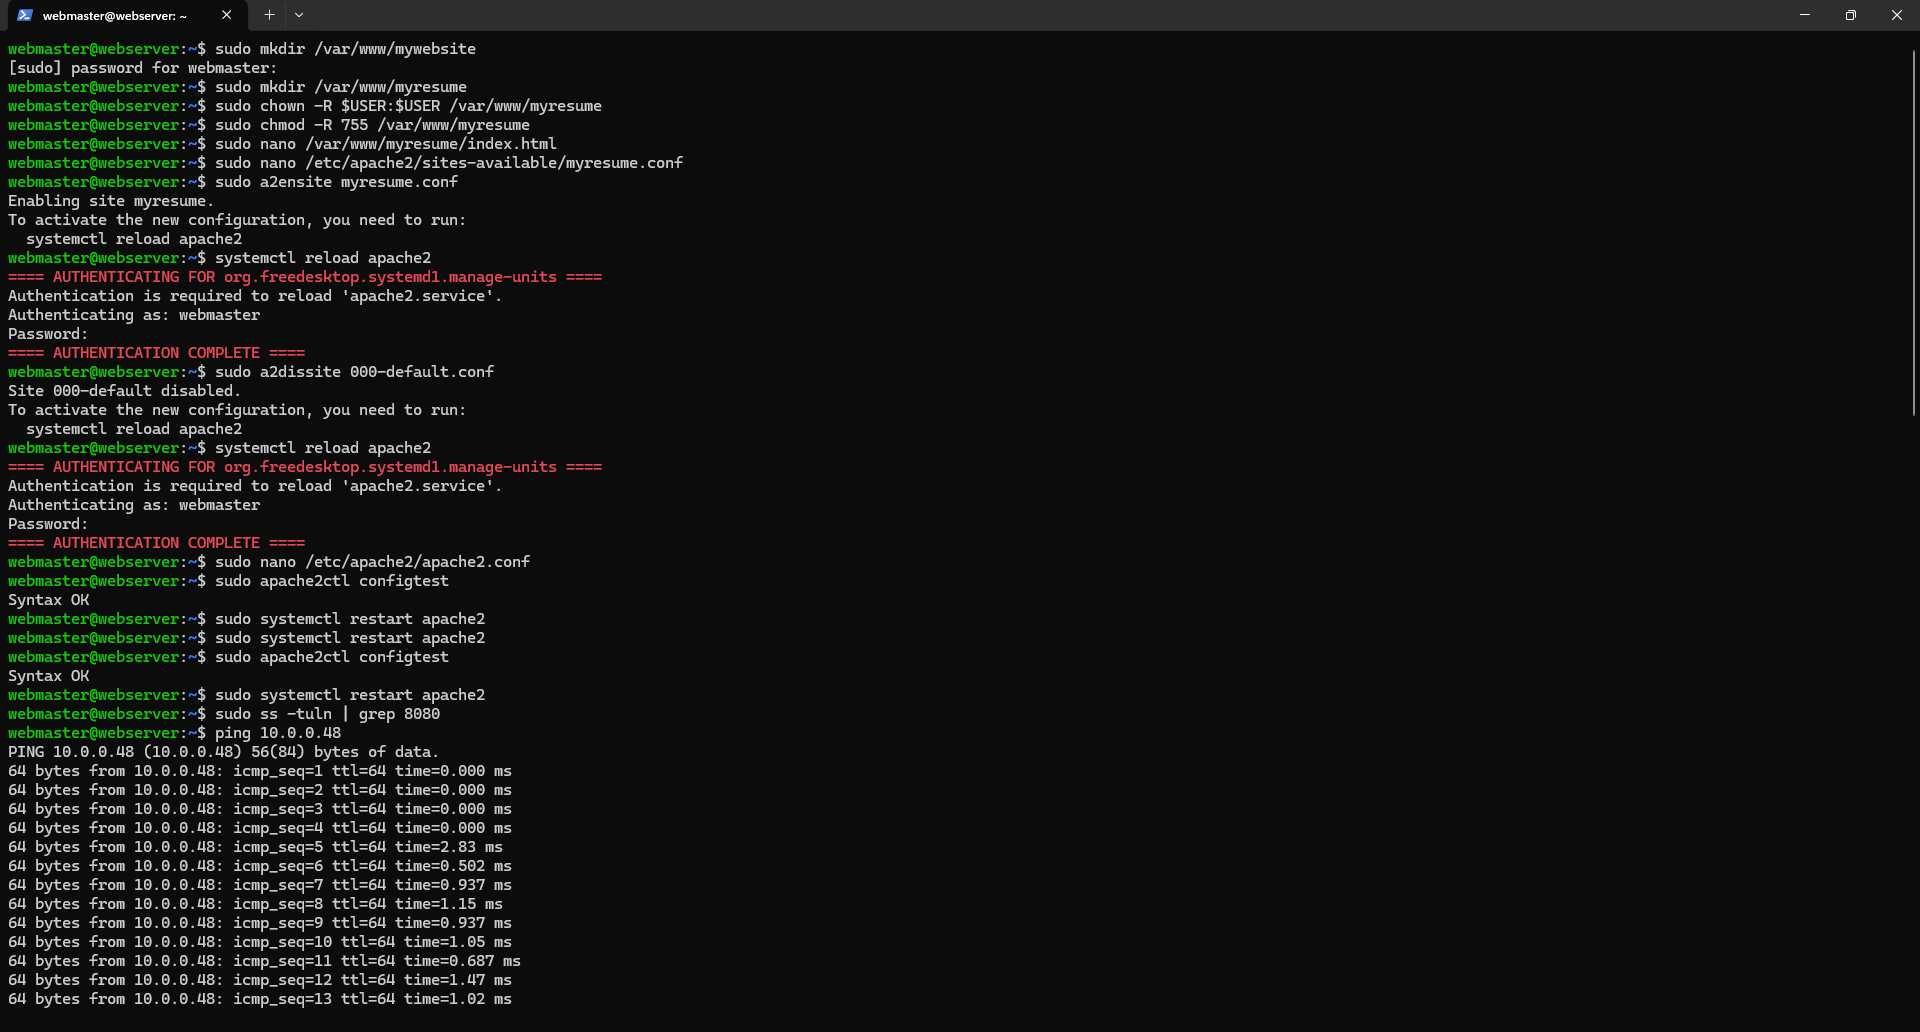 webmaster@webserver: ~
webmaster@webserver:~$ sudo mkdir /var/www/mywebsite
[sudo] password for webmaster:
webmaster@webserver:~$ sudo mkdir /var/www/myresume
webmaster@webserver:~$ sudo chown -R $USER:$USER /var/www/myresume
webmaster@webserver:~$ sudo chmod -R 755 /var/www/myresume
webmaster@webserver:~$ sudo nano /var/www/myresume/index.html
webmaster@webserver:~$ sudo nano /etc/apache2/sites-available/myresume.conf
webmaster@webserver:~$ sudo a2ensite myresume.conf
Enabling site myresume.
To activate the new configuration, you need to run:
  systemctl reload apache2
webmaster@webserver:~$ systemctl reload apache2
==== AUTHENTICATING FOR org.freedesktop.systemd1.manage-units ====
Authentication is required to reload 'apache2.service'.
Authenticating as: webmaster
Password:
==== AUTHENTICATION COMPLETE ====
webmaster@webserver:~$ sudo a2dissite 000-default.conf
Site 000-default disabled.
To activate the new configuration, you need to run:
  systemctl reload apache2
webmaster@webserver:~$ systemctl reload apache2
==== AUTHENTICATING FOR org.freedesktop.systemd1.manage-units ====
Authentication is required to reload 'apache2.service'.
Authenticating as: webmaster
Password:
==== AUTHENTICATION COMPLETE ====
webmaster@webserver:~$ sudo nano /etc/apache2/apache2.conf
webmaster@webserver:~$ sudo apache2ctl configtest
Syntax OK
webmaster@webserver:~$ sudo systemctl restart apache2
webmaster@webserver:~$ sudo systemctl restart apache2
webmaster@webserver:~$ sudo apache2ctl configtest
Syntax OK
webmaster@webserver:~$ sudo systemctl restart apache2
webmaster@webserver:~$ sudo ss -tuln | grep 8080
webmaster@webserver:~$ ping 10.0.0.48
PING 10.0.0.48 (10.0.0.48) 56(84) bytes of data.
64 bytes from 10.0.0.48: icmp_seq=1 ttl=64 time=0.000 ms
64 bytes from 10.0.0.48: icmp_seq=2 ttl=64 time=0.000 ms
64 bytes from 10.0.0.48: icmp_seq=3 ttl=64 time=0.000 ms
64 bytes from 10.0.0.48: icmp_seq=4 ttl=64 time=0.000 ms
64 bytes from 10.0.0.48: icmp_seq=5 ttl=64 time=2.83 ms
64 bytes from 10.0.0.48: icmp_seq=6 ttl=64 time=0.502 ms
64 bytes from 10.0.0.48: icmp_seq=7 ttl=64 time=0.937 ms
64 bytes from 10.0.0.48: icmp_seq=8 ttl=64 time=1.15 ms
64 bytes from 10.0.0.48: icmp_seq=9 ttl=64 time=0.937 ms
64 bytes from 10.0.0.48: icmp_seq=10 ttl=64 time=1.05 ms
64 bytes from 10.0.0.48: icmp_seq=11 ttl=64 time=0.687 ms
64 bytes from 10.0.0.48: icmp_seq=12 ttl=64 time=1.47 ms
64 bytes from 10.0.0.48: icmp_seq=13 ttl=64 time=1.02 ms